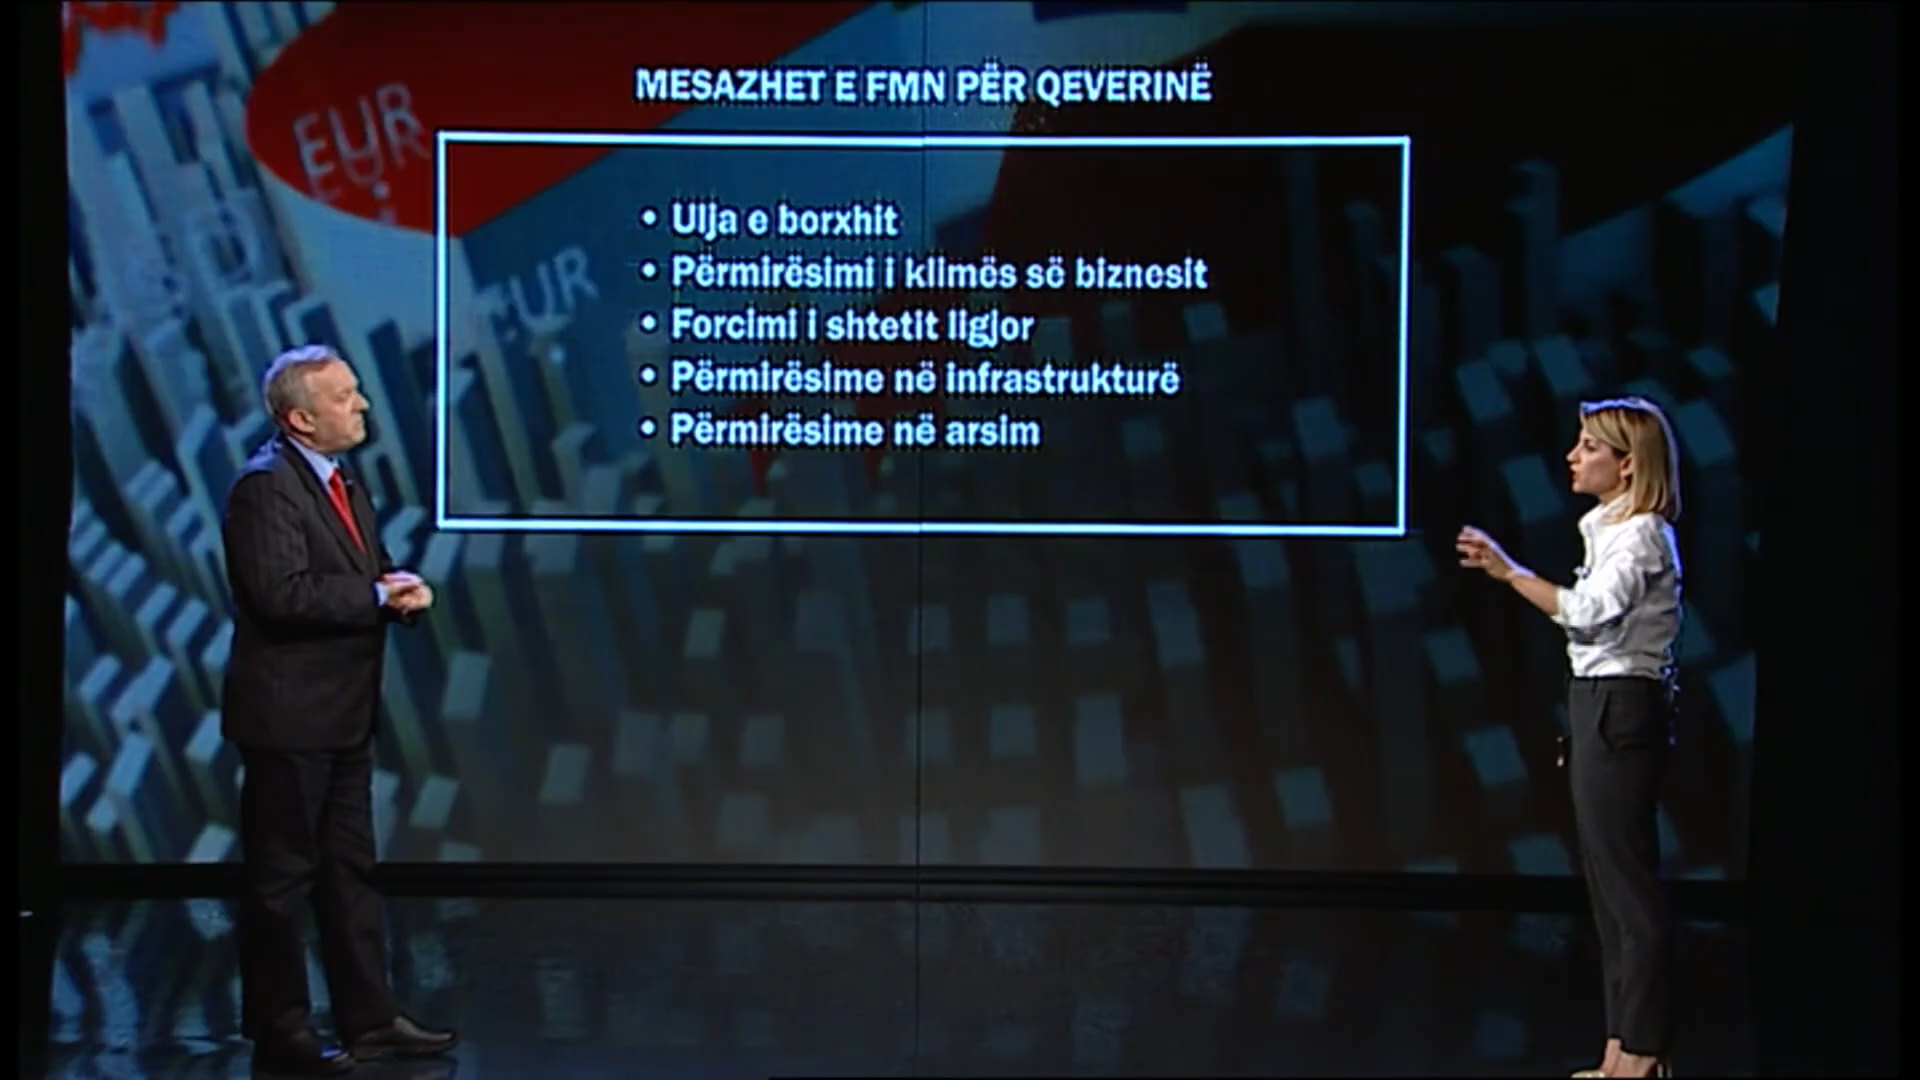 MESAZHET E FMN PËR QEVERINË
EUR
EUR
• Ulja e borxhit
• Përmirësimi i klimës së biznesit
• Forcimi i shtetit ligjor
• Përmirësime në infrastrukturë
• Përmirësime në arsim